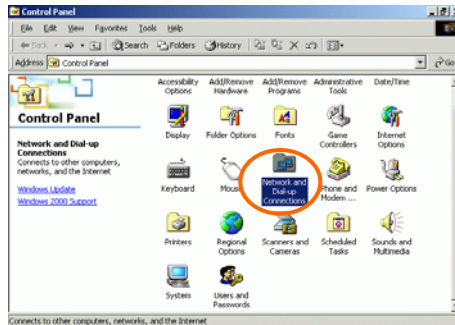 Control Panel
File Edit View Favorites Tools Help
Back Search Folders History
Address Control Panel Go
Control Panel
Network and Dial-up
Connections
Connects to other computers,
networks, and the Internet
Windows Update
Windows 2000 Support
Accessibility
Options
Add/Remove
Hardware
Add/Remove
Programs
Administrative
Tools
Date/Time
Display
Folder Options
Fonts
Game
Controllers
Internet
Options
Keyboard
Mouse
Network and
Dial-up
Connections
Phone and
Modem ...
Power Options
Printers
Regional
Options
Scanners and
Cameras
Scheduled
Tasks
Sounds and
Multimedia
System
Users and
Passwords
Connects to other computers, networks, and the Internet